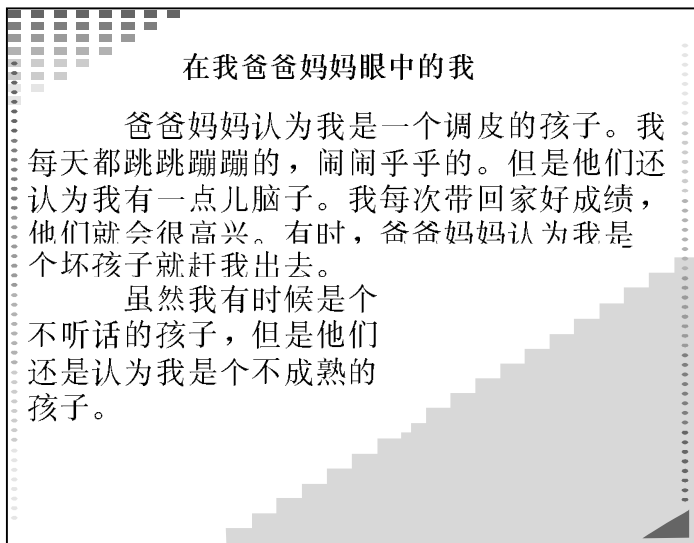 在我爸爸妈妈眼中的我
爸爸妈妈认为我是一个调皮的孩子。我
每天都跳跳蹦蹦的，闹闹乎乎的。但是他们还
认为我有一点儿脑子。我每次带回家好成绩，
他们就会很高兴。有时，爸爸妈妈认为我是
个坏孩子就赶我出去。
虽然我有时候是个
不听话的孩子，但是他们
还是认为我是个不成熟的
孩子。